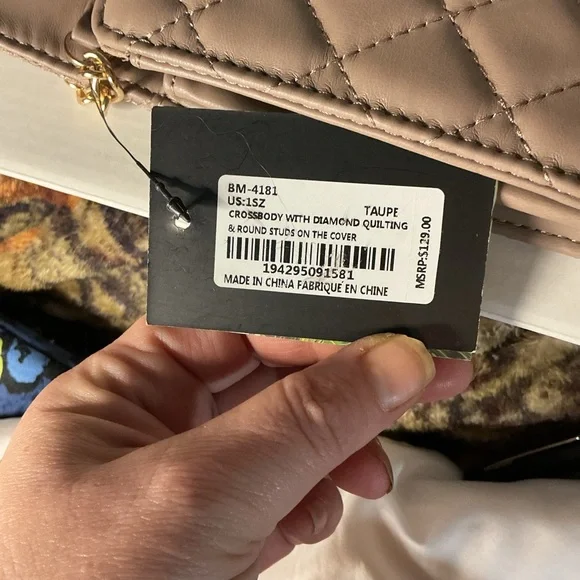 BM-4181
US:1SZ
TAUPE
CROSSBODY WITH DIAMOND QUILTING
& ROUND STUDS ON THE COVER
194295091581
MADE IN CHINA FABRIQUE EN CHINE
MSRP:$129.00